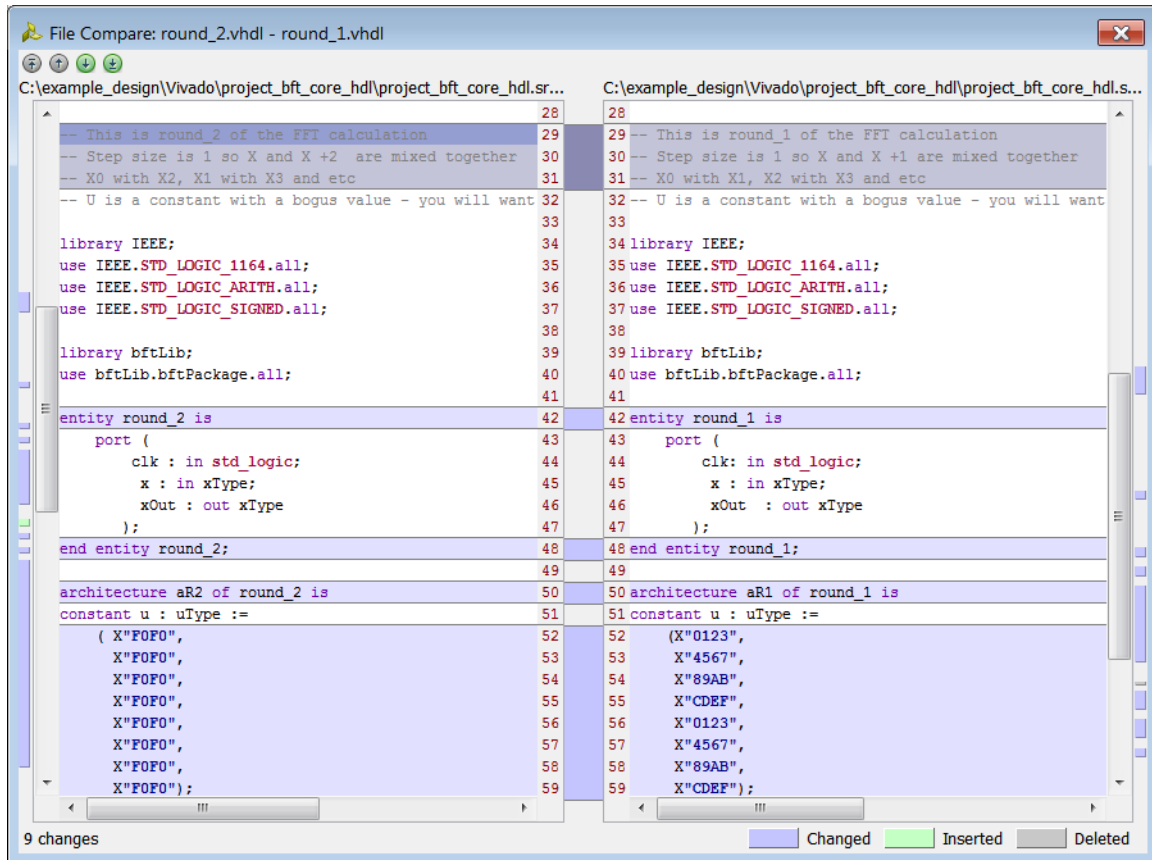 File Compare: round_2.vhdl - round_1.vhdl
C:\example_design\Vivado\project_bft_core_hdl\project_bft_core_hdl.sr...
28
-- This is round_2 of the FFT calculation 29
-- Step size is 1 so X and X +2  are mixed together 30
-- X0 with X2, X1 with X3 and etc 31
-- U is a constant with a bogus value - you will want 32
33
library IEEE; 34
use IEEE.STD_LOGIC_1164.all; 35
use IEEE.STD_LOGIC_ARITH.all; 36
use IEEE.STD_LOGIC_SIGNED.all; 37
38
library bftLib; 39
use bftLib.bftPackage.all; 40
41
entity round_2 is 42
port ( 43
clk : in std_logic; 44
x : in xType; 45
xOut : out xType 46
); 47
end entity round_2; 48
49
architecture aR2 of round_2 is 50
constant u : uType := 51
( X"F0F0", 52
X"F0F0", 53
X"F0F0", 54
X"F0F0", 55
X"F0F0", 56
X"F0F0", 57
X"F0F0", 58
X"F0F0"); 59
C:\example_design\Vivado\project_bft_core_hdl\project_bft_core_hdl.s...
28
29 -- This is round_1 of the FFT calculation
30 -- Step size is 1 so X and X +1 are mixed together
31 -- X0 with X1, X2 with X3 and etc
32 -- U is a constant with a bogus value - you will want
33
34 library IEEE;
35 use IEEE.STD_LOGIC_1164.all;
36 use IEEE.STD_LOGIC_ARITH.all;
37 use IEEE.STD_LOGIC_SIGNED.all;
38
39 library bftLib;
40 use bftLib.bftPackage.all;
41
42 entity round_1 is
43 port (
44 clk: in std_logic;
45 x : in xType;
46 xOut  : out xType
47 );
48 end entity round_1;
49
50 architecture aR1 of round_1 is
51 constant u : uType :=
52 (X"0123",
53 X"4567",
54 X"89AB",
55 X"CDEF",
56 X"0123",
57 X"4567",
58 X"89AB",
59 X"CDEF");
9 changes
Changed Inserted Deleted